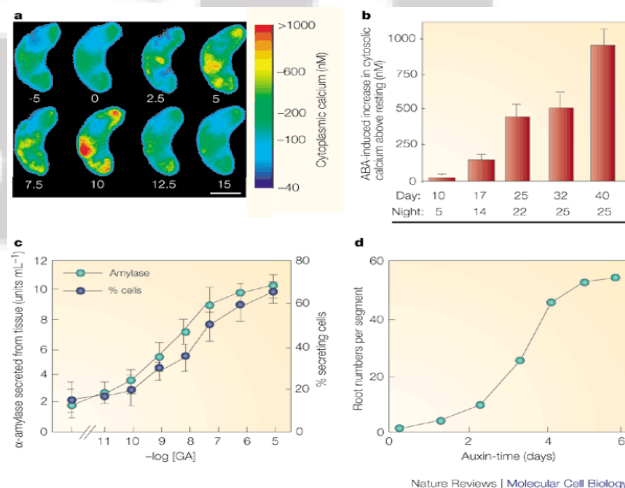 a
-5
0
2.5
5
7.5
10
12.5
15
>1000
-600
-200
-100
-40
Cytoplasmic calcium (nM)
b
ABA-induced increase in cytosolic
calcium above resting (nM)
1000
750
500
250
0
Day: 10 17 25 32 40
Night: 5 14 22 25 25
c
α-amylase secreted from tissue (units mL⁻¹)
12
10
8
6
4
2
0
Amylase
% cells
80
60
40
20
0
% secreting cells
11 10 9 8 7 6 5
–log [GA]
d
Root numbers per segment
60
20
0
0 2 4 6
Auxin-time (days)
Nature Reviews | Molecular Cell Biology